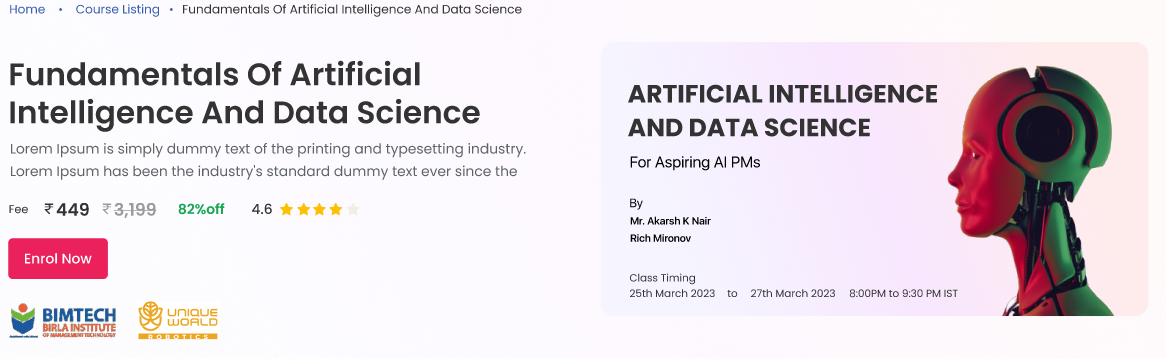 Home • Course Listing • Fundamentals Of Artificial Intelligence And Data Science
Fundamentals Of Artificial
Intelligence And Data Science
Lorem Ipsum is simply dummy text of the printing and typesetting industry.
Lorem Ipsum has been the industry's standard dummy text ever since the
Fee ₹449 ₹3,199 82%off 4.6
Enrol Now
BIMTECH
BIRLA INSTITUTE
OF MANAGEMENT TECHNOLOGY
UNIQUE
WORLD
ROBOTICS
ARTIFICIAL INTELLIGENCE
AND DATA SCIENCE
For Aspiring AI PMs
By
Mr. Akarsh K Nair
Rich Mironov
Class Timing
25th March 2023 to 27th March 2023 8:00PM to 9:30 PM IST